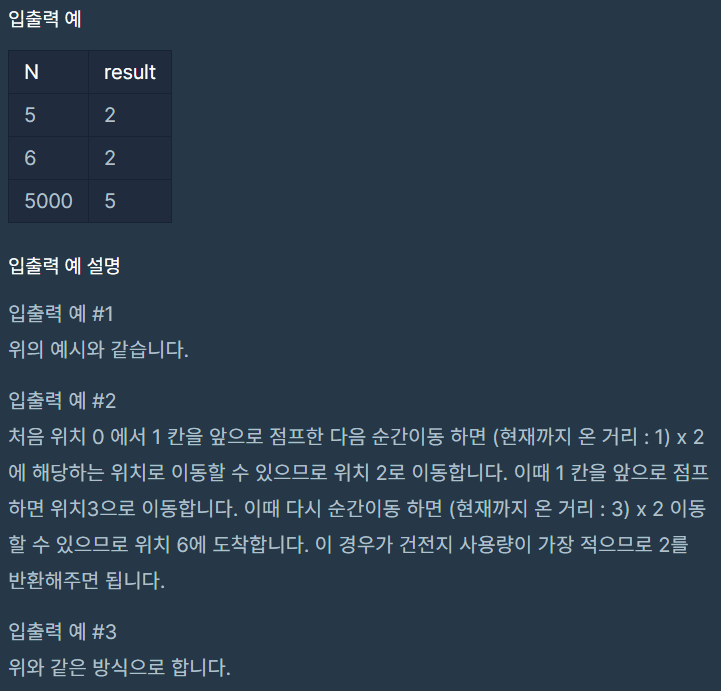 입출력 예
N result
5 2
6 2
5000 5
입출력 예 설명
입출력 예 #1
위의 예시와 같습니다.
입출력 예 #2
처음 위치 0 에서 1 칸을 앞으로 점프한 다음 순간이동 하면 (현재까지 온 거리 : 1) x 2
에 해당하는 위치로 이동할 수 있으므로 위치 2로 이동합니다. 이때 1 칸을 앞으로 점프
하면 위치3으로 이동합니다. 이때 다시 순간이동 하면 (현재까지 온 거리 : 3) x 2 이동
할 수 있으므로 위치 6에 도착합니다. 이 경우가 건전지 사용량이 가장 적으므로 2를
반환해주면 됩니다.
입출력 예 #3
위와 같은 방식으로 합니다.